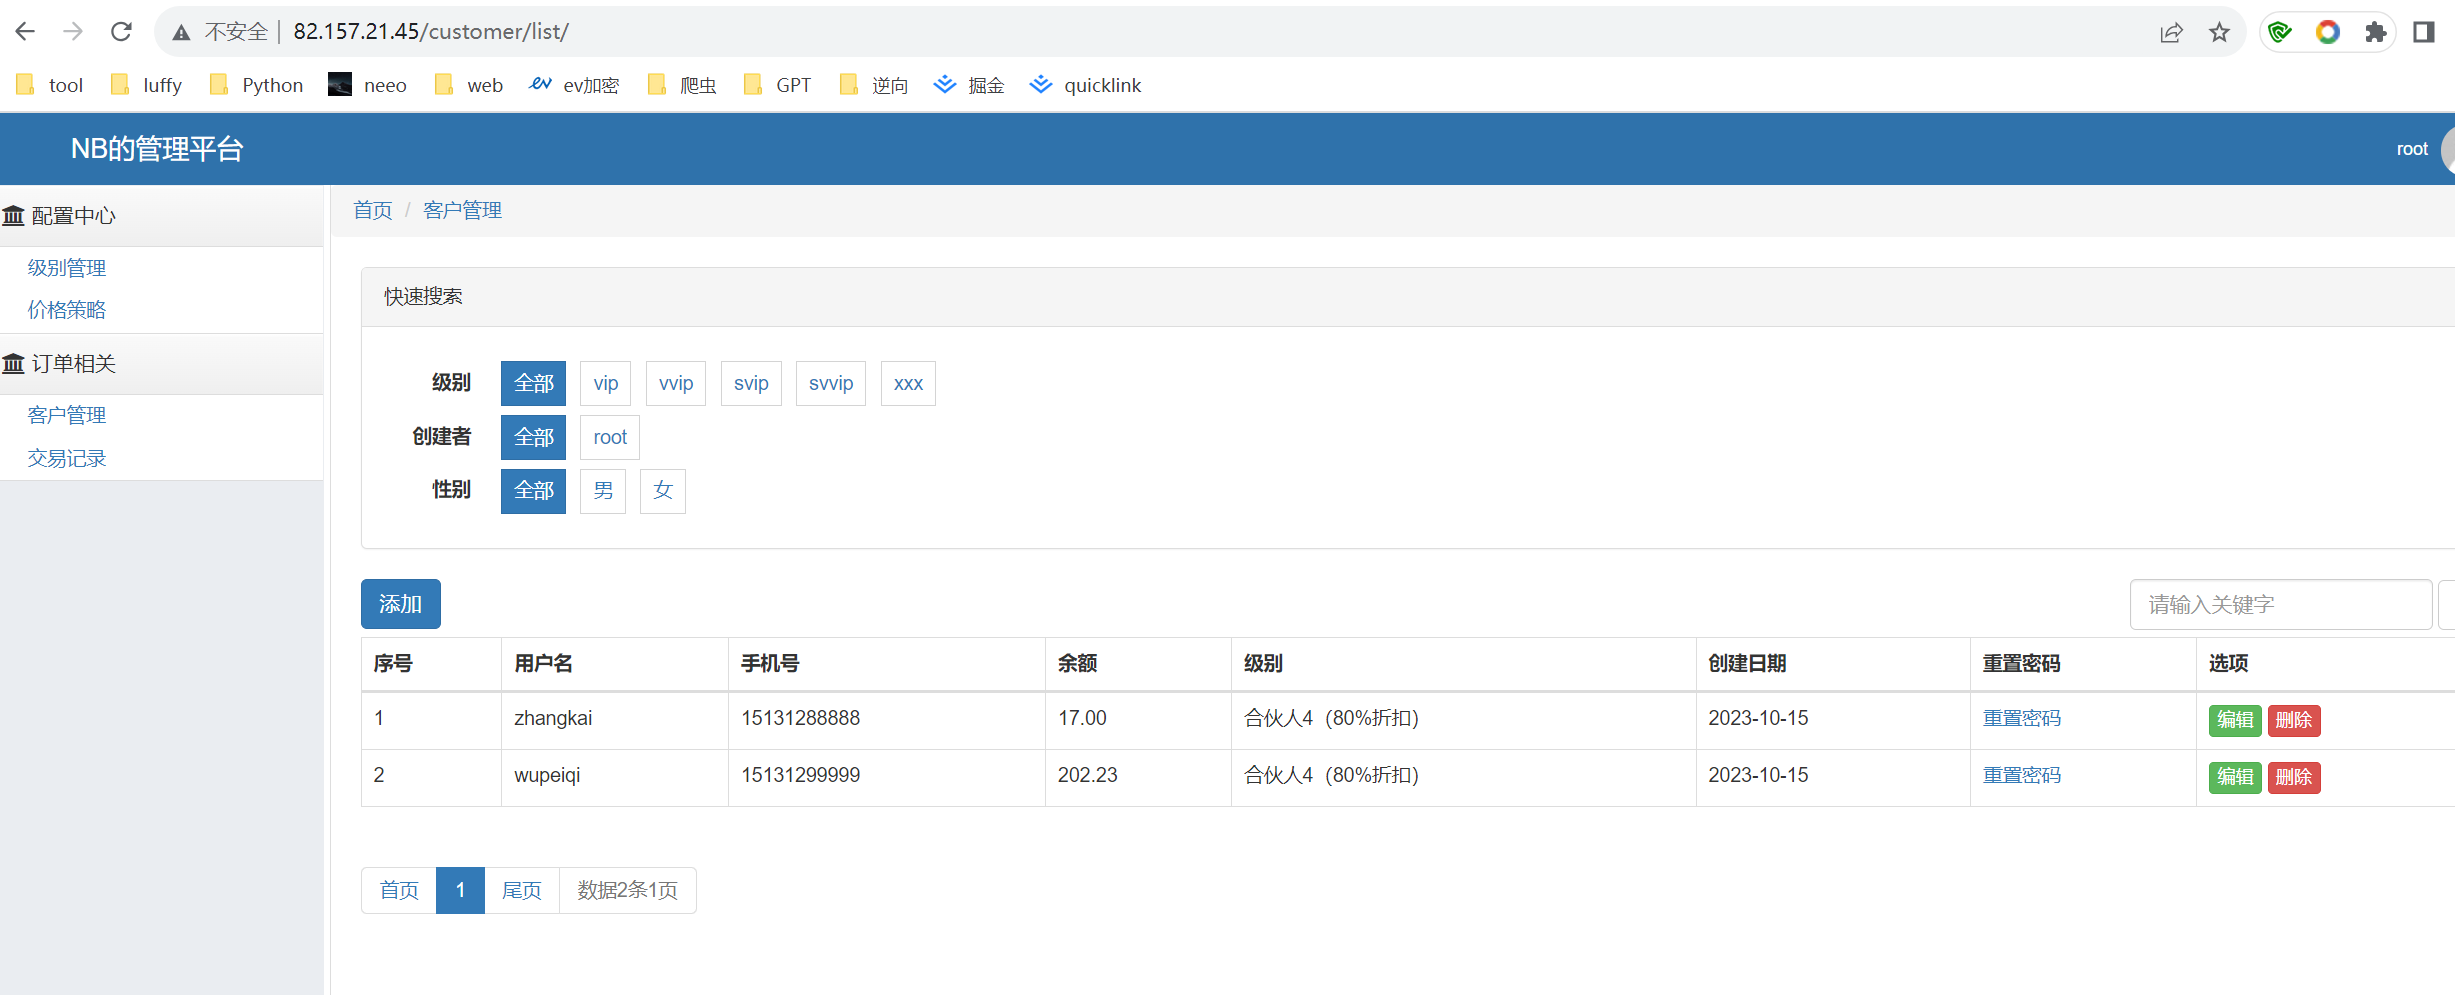 不安全 82.157.21.45/customer/list/
tool luffy Python neeo web ev加密 爬虫 GPT 逆向 掘金 quicklink
NB的管理平台 root
配置中心
级别管理
价格策略
订单相关
客户管理
交易记录
首页 / 客户管理
快速搜索
级别 全部 vip vvip svip svvip xxx
创建者 全部 root
性别 全部 男 女
添加 请输入关键字
序号 用户名 手机号 余额 级别 创建日期 重置密码 选项
1 zhangkai 15131288888 17.00 合伙人4（80%折扣） 2023-10-15 重置密码 编辑 删除
2 wupeiqi 15131299999 202.23 合伙人4（80%折扣） 2023-10-15 重置密码 编辑 删除
首页 1 尾页 数据2条1页